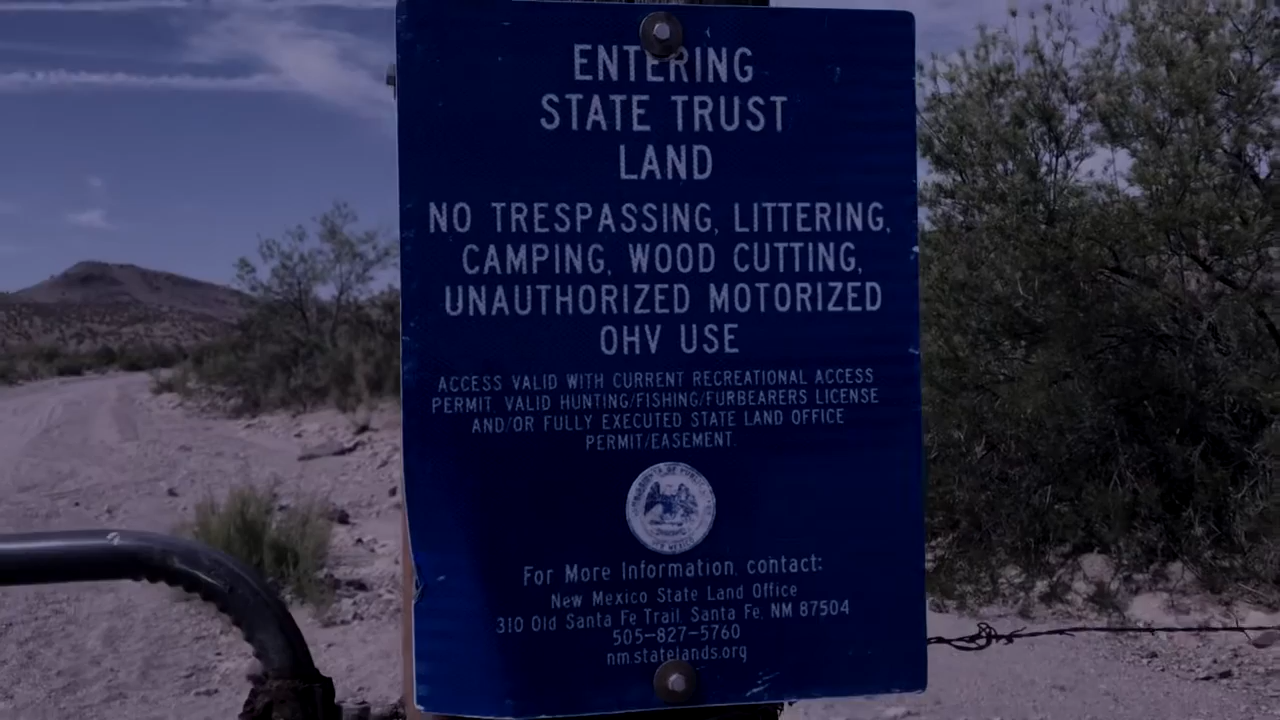 ENTERING
STATE TRUST
LAND
NO TRESPASSING, LITTERING,
CAMPING, WOOD CUTTING,
UNAUTHORIZED MOTORIZED
OHV USE
ACCESS VALID WITH CURRENT RECREATIONAL ACCESS
PERMIT, VALID HUNTING/FISHING/FURBEARERS LICENSE
AND/OR FULLY EXECUTED STATE LAND OFFICE
PERMIT/EASEMENT.
For More Information, contact:
New Mexico State Land Office
310 Old Santa Fe Trail, Santa Fe, NM 87504
505-827-5760
nm.statelands.org